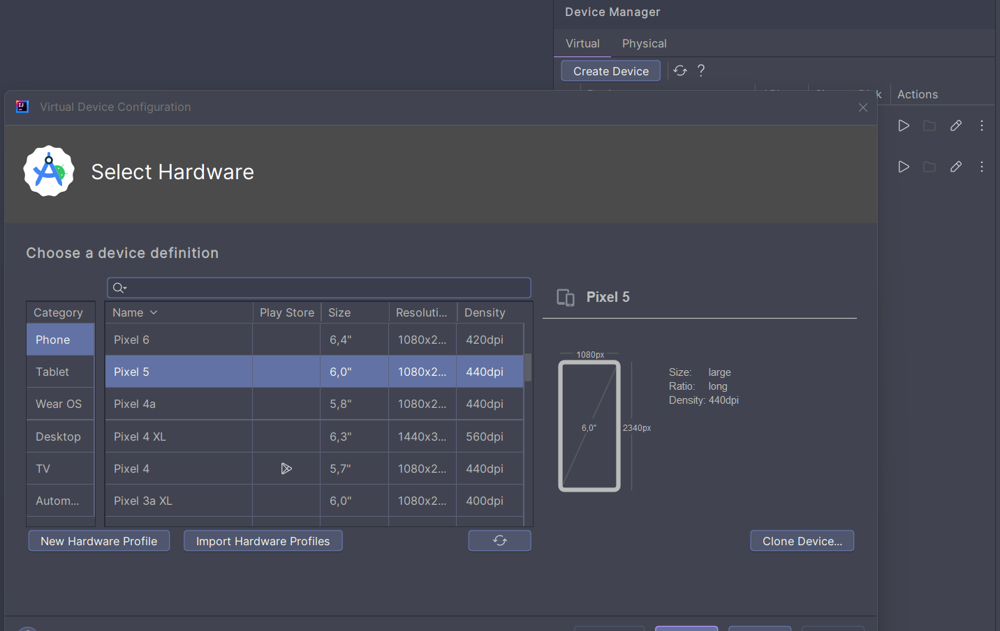 Device Manager
Virtual Physical
Create Device ?
k Actions
IJ Virtual Device Configuration
Select Hardware
Choose a device definition
Pixel 5
Category Name Play Store Size Resoluti... Density
Phone Pixel 6 6,4" 1080x2... 420dpi
Tablet Pixel 5 6,0" 1080x2... 440dpi
Wear OS Pixel 4a 5,8" 1080x2... 440dpi
Desktop Pixel 4 XL 6,3" 1440x3... 560dpi
TV Pixel 4 5,7" 1080x2... 440dpi
Autom... Pixel 3a XL 6,0" 1080x2... 400dpi
1080px
6,0"
2340px
Size: large
Ratio: long
Density: 440dpi
New Hardware Profile Import Hardware Profiles Clone Device...